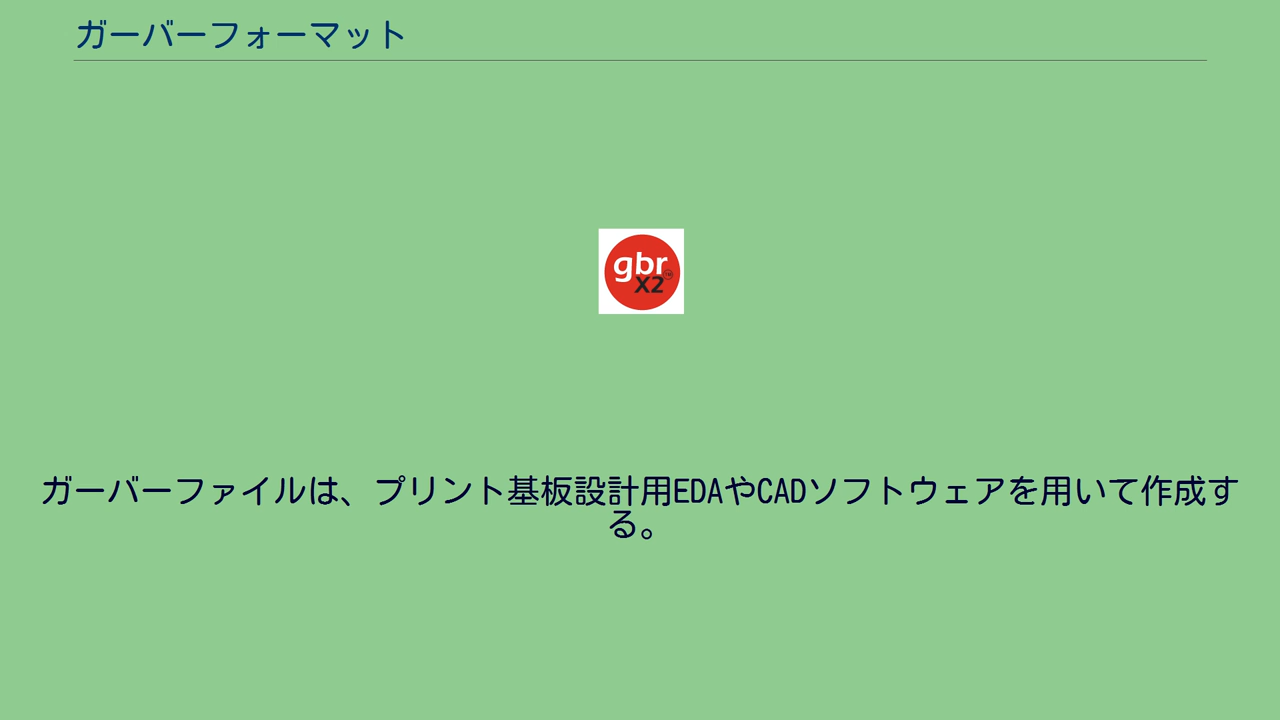 ガーバーフォーマット
gbr
X2
ガーバーファイルは、プリント基板設計用EDAやCADソフトウェアを用いて作成す
る。